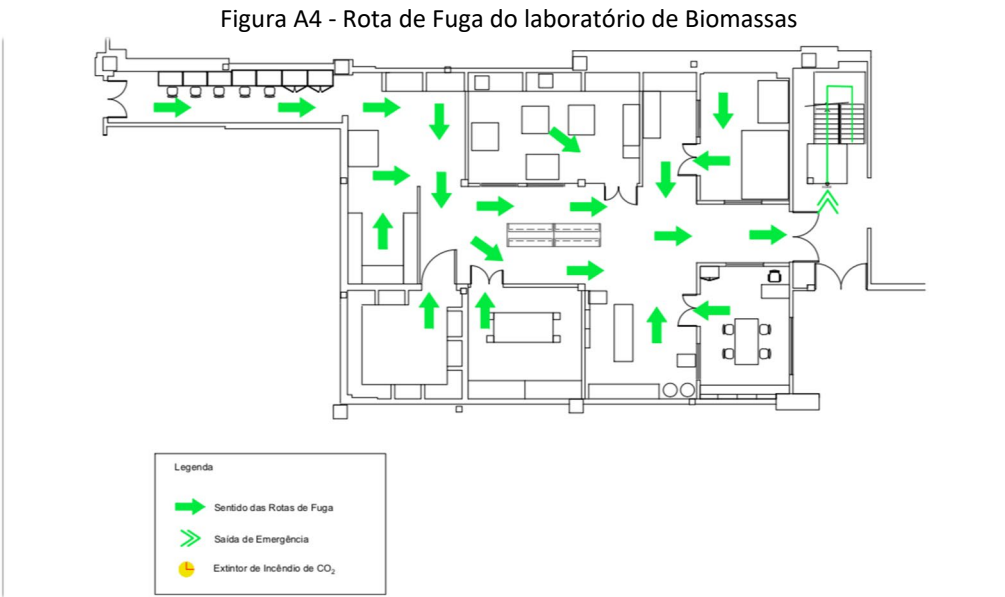 Figura A4 - Rota de Fuga do laboratório de Biomassas
Legenda
Sentido das Rotas de Fuga
Saída de Emergência
Extintor de Incêndio de CO₂